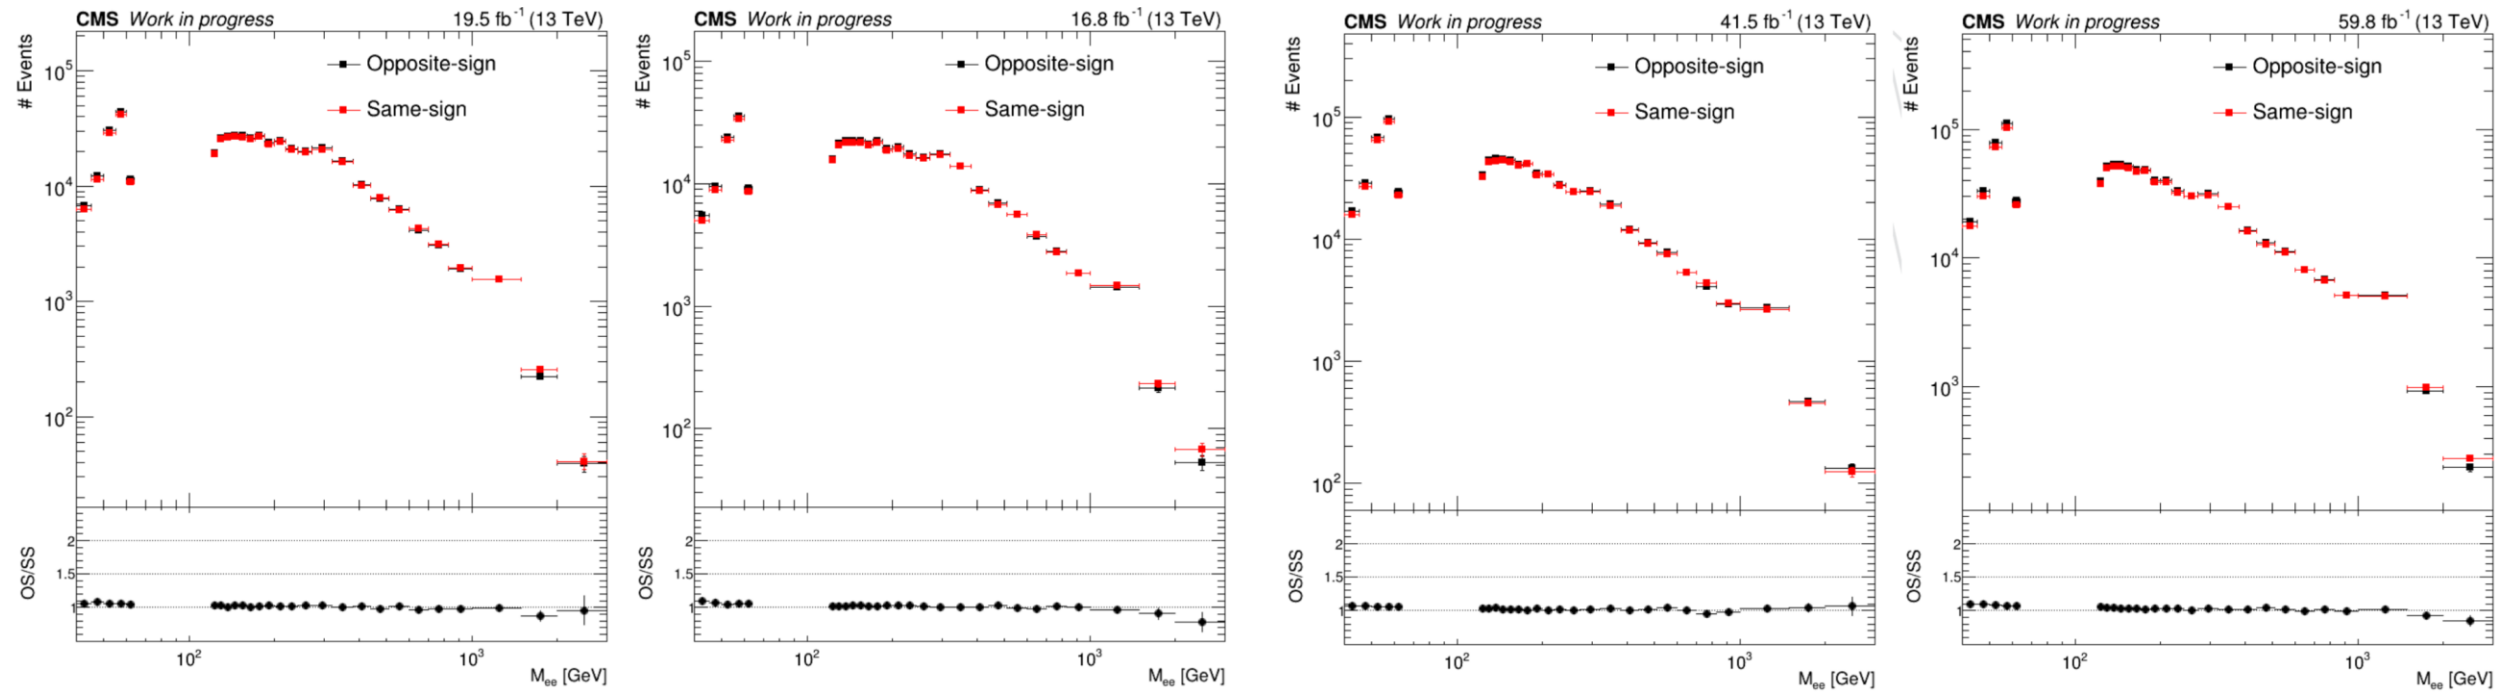 CMS Work in progress 19.5 fb-1 (13 TeV)
# Events
105
104
103
102
Opposite-sign
Same-sign
OS/SS
2
1.5
1
102
103
Mee [GeV]
CMS Work in progress 16.8 fb-1 (13 TeV)
# Events
105
104
103
102
Opposite-sign
Same-sign
OS/SS
2
1.5
1
102
103
Mee [GeV]
CMS Work in progress 41.5 fb-1 (13 TeV)
# Events
105
104
103
102
Opposite-sign
Same-sign
OS/SS
2
1.5
1
102
103
Mee [GeV]
CMS Work in progress 59.8 fb-1 (13 TeV)
# Events
105
104
103
Opposite-sign
Same-sign
OS/SS
2
1.5
1
102
103
Mee [GeV]